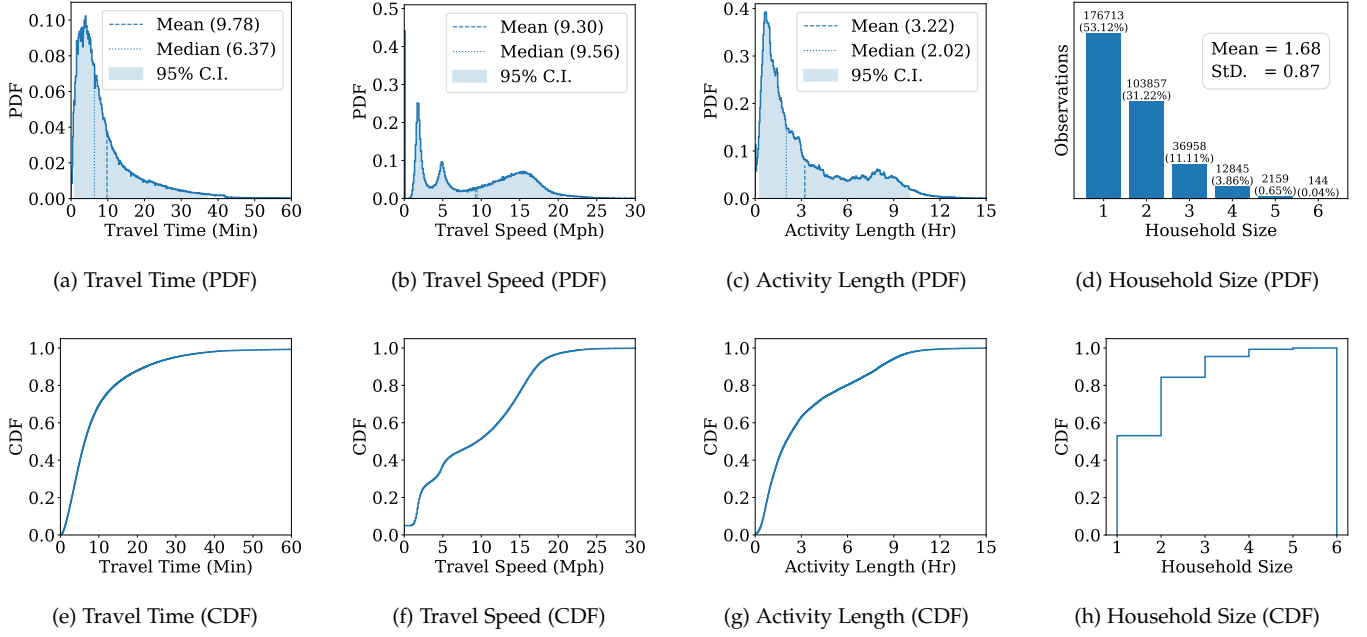 0.10
0.08
0.06
0.04
0.02
0.00
PDF
Mean (9.78)
Median (6.37)
95% C.I.
0 10 20 30 40 50 60
Travel Time (Min)
(a) Travel Time (PDF)
0.5
0.4
0.3
0.2
0.1
0.0
PDF
Mean (9.30)
Median (9.56)
95% C.I.
0 5 10 15 20 25 30
Travel Speed (Mph)
(b) Travel Speed (PDF)
0.4
0.3
0.2
0.1
0.0
PDF
Mean (3.22)
Median (2.02)
95% C.I.
0 3 6 9 12 15
Activity Length (Hr)
(c) Activity Length (PDF)
Observations
176713
(53.12%)
103857
(31.22%)
36958
(11.11%)
12845
(3.86%)
2159
(0.65%)
144
(0.04%)
Mean = 1.68
StD. = 0.87
1 2 3 4 5 6
Household Size
(d) Household Size (PDF)
1.0
0.8
0.6
0.4
0.2
0.0
CDF
0 10 20 30 40 50 60
Travel Time (Min)
(e) Travel Time (CDF)
1.0
0.8
0.6
0.4
0.2
0.0
CDF
0 5 10 15 20 25 30
Travel Speed (Mph)
(f) Travel Speed (CDF)
1.0
0.8
0.6
0.4
0.2
0.0
CDF
0 3 6 9 12 15
Activity Length (Hr)
(g) Activity Length (CDF)
1.0
0.8
0.6
0.4
0.2
0.0
CDF
1 2 3 4 5 6
Household Size
(h) Household Size (CDF)